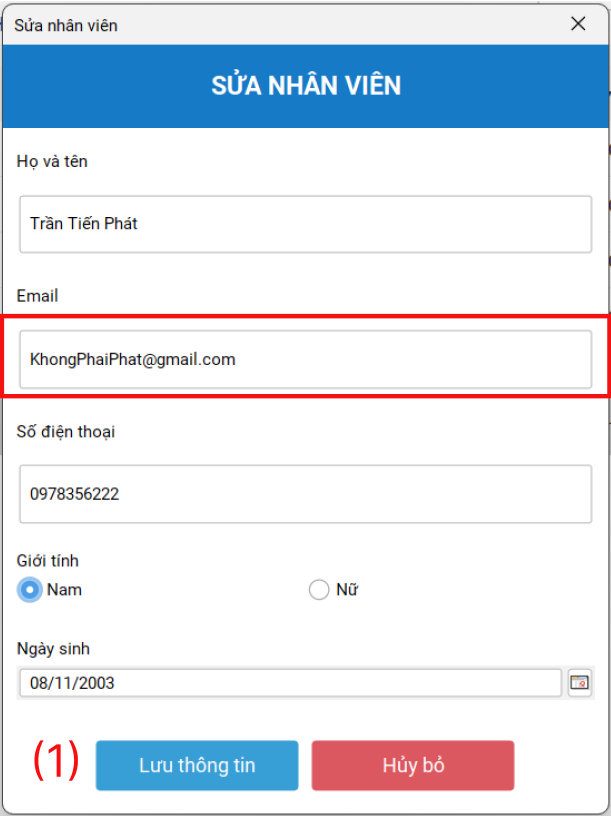 Sửa nhân viên
SỬA NHÂN VIÊN
Họ và tên
Trần Tiến Phát
Email
KhongPhaiPhat@gmail.com
Số điện thoại
0978356222
Giới tính
Nam Nữ
Ngày sinh
08/11/2003
(1) Lưu thông tin Hủy bỏ